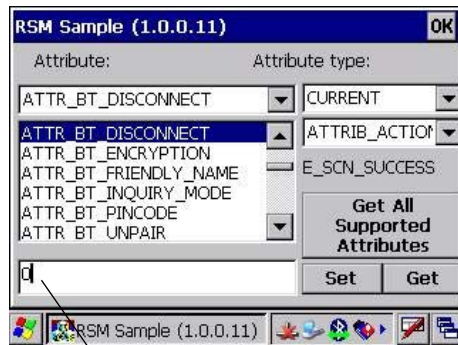 RSM Sample (1.0.0.11) OK
Attribute: Attribute type:
ATTR_BT_DISCONNECT CURRENT
ATTR_BT_DISCONNECT ATTRIB_ACTION
ATTR_BT_ENCRYPTION
ATTR_BT_FRIENDLY_NAME E_SCN_SUCCESS
ATTR_BT_INQUIRY_MODE
ATTR_BT_PINCODE
ATTR_BT_UNPAIR
Get All
Supported
Attributes
0
Set Get
RSM Sample (1.0.0.11)